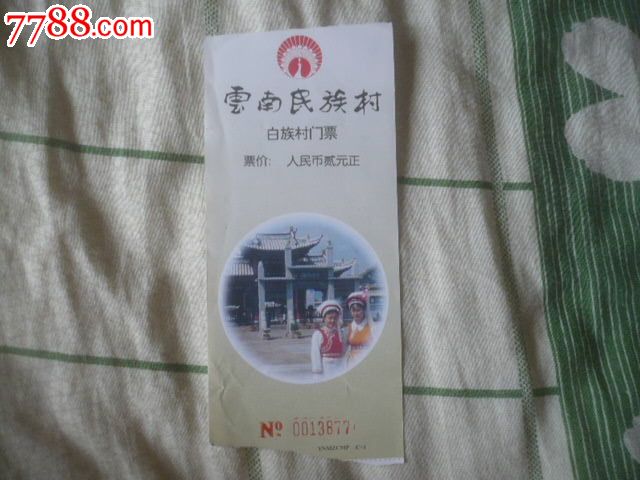 7788.com
雲南民族村
白族村门票
票价: 人民币贰元正
№ 0013877